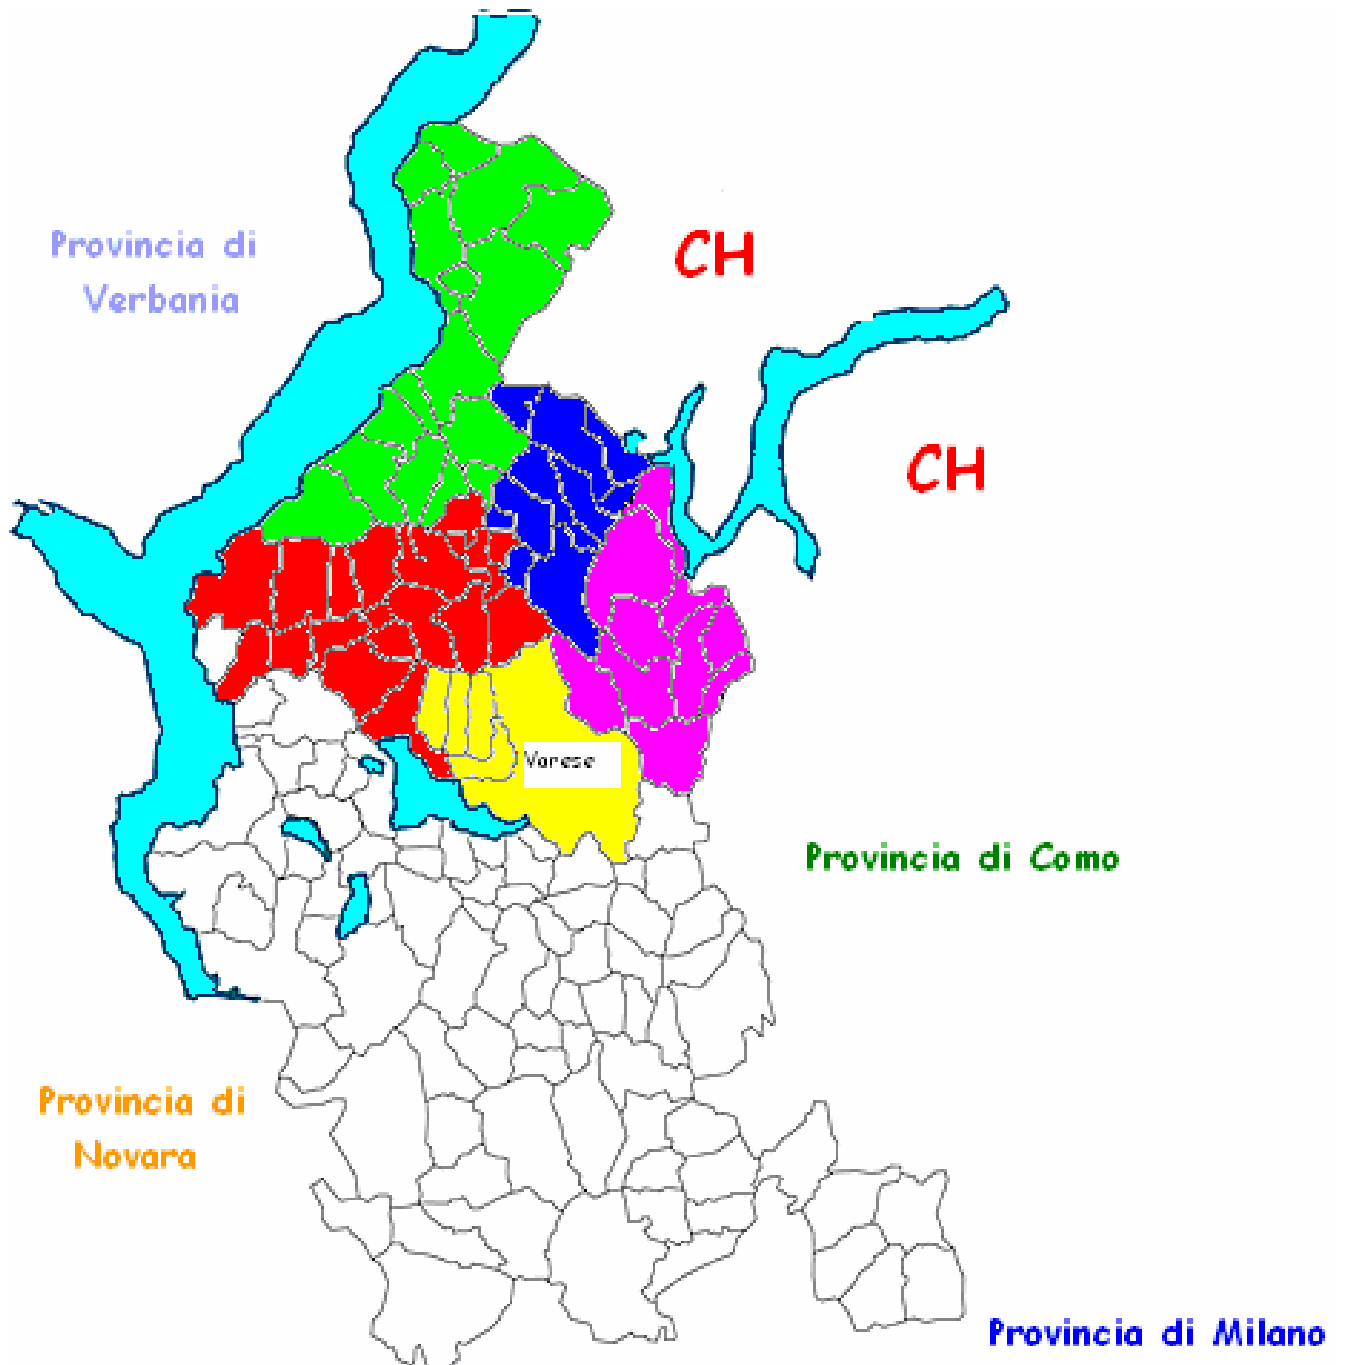 Provincia di
Verbania
CH
CH
Varese
Provincia di Como
Provincia di
Novara
Provincia di Milano